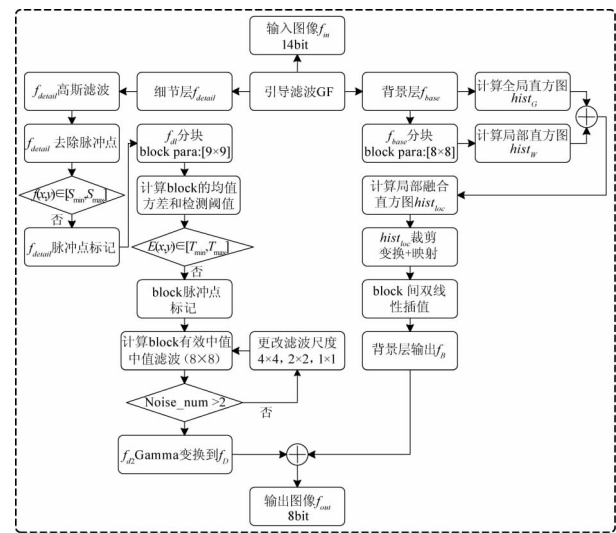 输入图像f_in
14bit
f_detail高斯滤波
细节层f_detail
引导滤波GF
背景层f_base
计算全局直方图
hist_G
f_detail去除脉冲点
f_dl分块
block para:[9×9]
f_base分块
block para:[8×8]
计算局部直方图
hist_W
f(x,y)∈[S_min,S_max]
否
计算block的均值
方差和检测阈值
计算局部融合
直方图hist_loc
f_detail脉冲点标记
E(x,y)∈[T_min,T_max]
否
hist_loc裁剪
变换+映射
block脉冲点
标记
block 间双线
性插值
计算block有效中值
中值滤波(8×8)
更改滤波尺度
4×4, 2×2, 1×1
背景层输出f_B
Noise_num >2
否
f_d2Gamma变换到f_D
输出图像f_out
8bit